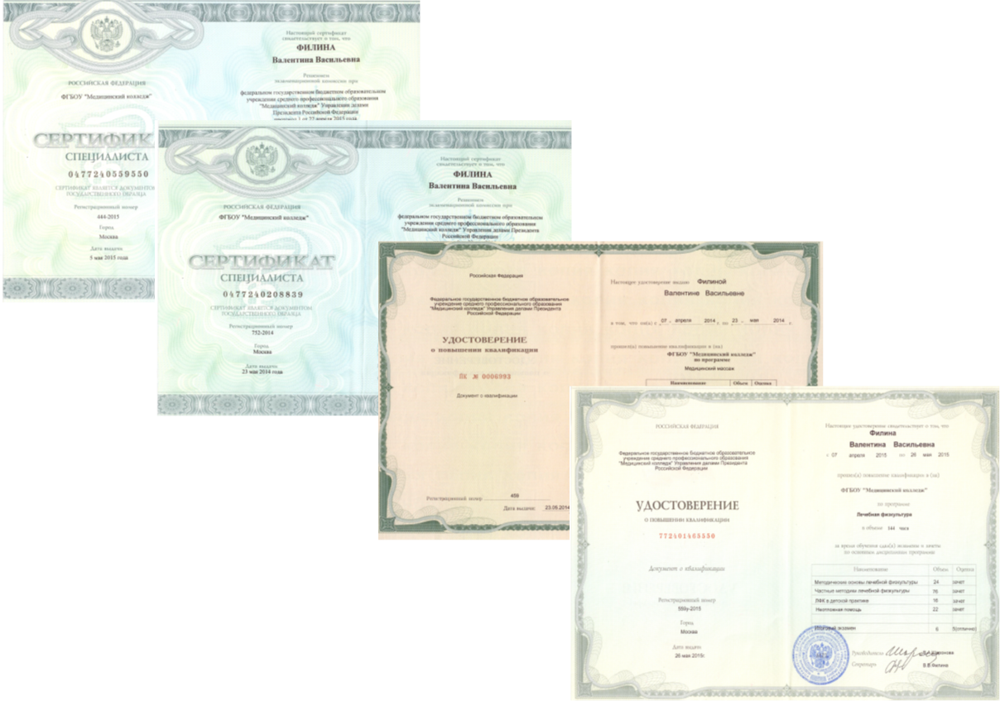 РОССИЙСКАЯ ФЕДЕРАЦИЯ
ФГБОУ "Медицинский колледж"
СЕРТИФИК
СПЕЦИАЛИСТА
0477240559550
СЕРТИФИКАТ ЯВЛЯЕТСЯ ДОКУМЕНТОМ
ГОСУДАРСТВЕННОГО ОБРАЗЦА
Регистрационный номер
444-2015
Город
Москва
Дата выдачи
5 мая 2015 года
Настоящий сертификат
свидетельствует о том, что
ФИЛИНА
Валентина Васильевна
Решением
экзаменационной комиссии при
федеральном государственном бюджетном образовательном
учреждении среднего профессионального образования
"Медицинский колледж" Управления делами
Президента Российской Федерации
протокол 1 от 22 апреля 2015 года
РОССИЙСКАЯ ФЕДЕРАЦИЯ
ФГБОУ "Медицинский колледж"
СЕРТИФИКАТ
СПЕЦИАЛИСТА
0477240208839
СЕРТИФИКАТ ЯВЛЯЕТСЯ ДОКУМЕНТОМ
ГОСУДАРСТВЕННОГО ОБРАЗЦА
Регистрационный номер
752-2014
Город
Москва
Дата выдачи
23 мая 2014 года
Настоящий сертификат
свидетельствует о том, что
ФИЛИНА
Валентина Васильевна
Решением
экзаменационной комиссии при
федеральном государственном бюджетном образовательном
учреждении среднего профессионального образования
"Медицинский колледж" Управления делами Президента
Российской Федерации
Российская Федерация
Федеральное государственное бюджетное образовательное
учреждение среднего профессионального образования
"Медицинский колледж" Управления делами Президента
Российской Федерации
УДОСТОВЕРЕНИЕ
о повышении квалификации
ПК № 0006993
Документ о квалификации
Регистрационный номер 459
Дата выдачи: 23.05.2014
Настоящее удостоверение выдано Филиной
Валентине Васильевне
в том, что он(а) с 07 . апреля 2014 г. по 23 . мая 2014 г.
прошел(а) повышение квалификации в (на)
ФГБОУ "Медицинский колледж"
по программе
Медицинский массаж
Наименование Объем Оценка
РОССИЙСКАЯ ФЕДЕРАЦИЯ
Федеральное государственное бюджетное образовательное
учреждение среднего профессионального образования
"Медицинский колледж" Управления делами Президента
Российской Федерации
УДОСТОВЕРЕНИЕ
О ПОВЫШЕНИИ КВАЛИФИКАЦИИ
772401465550
Документ о квалификации
Регистрационный номер
Город
Москва
Дата выдачи
26 мая 2015г.
Настоящее удостоверение свидетельствует о том, что
Филина
Валентина Васильевна
с 07 апреля 2015 по 26 мая 2015
прошел(а) повышение квалификации в (на)
ФГБОУ "Медицинский колледж"
по программе
Лечебная физкультура
в объеме 144 часа
за время обучения сдал(а) экзамены и зачеты
по основным дисциплинам программы
Наименование Объем Оценка
Методические основы лечебной физкультуры 24 зачет
Частные методики лечебной физкультуры 76 зачет
ЛФК в детской практике 16 зачет
Неотложная помощь 22 зачет
Итоговый экзамен 6 5(отлично)
Руководитель
Секретарь